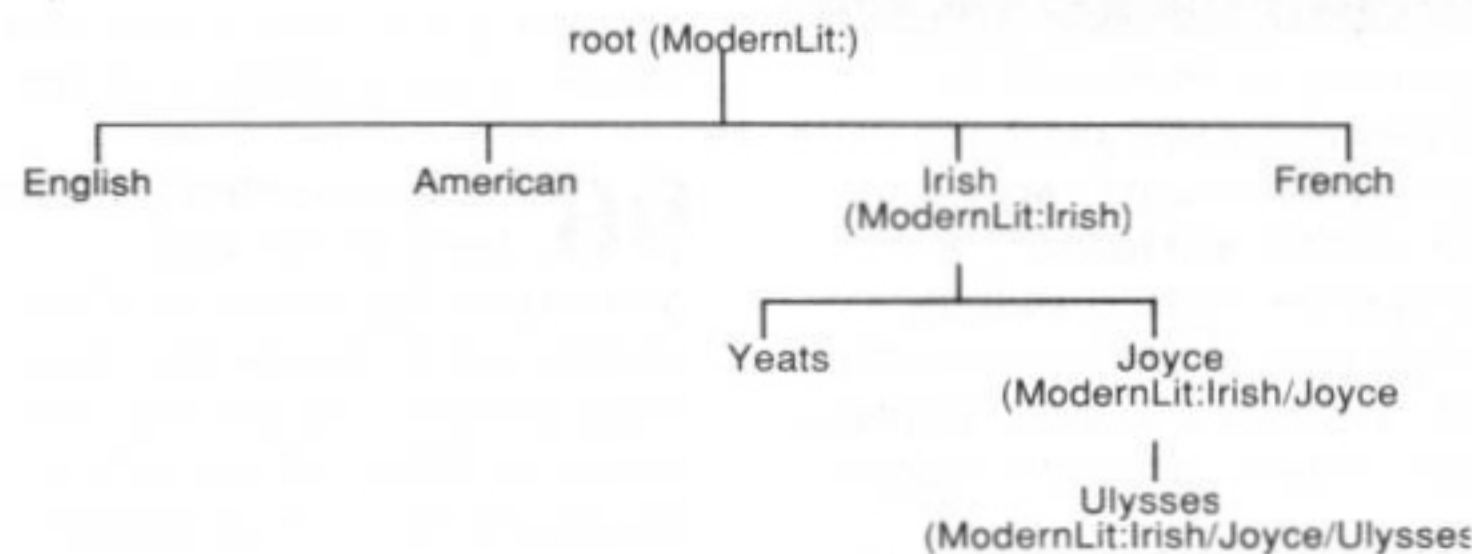 root (ModernLit:)
English American Irish French
(ModernLit:Irish)
Yeats Joyce
(ModernLit:Irish/Joyce
Ulysses
(ModernLit:Irish/Joyce/Ulysses